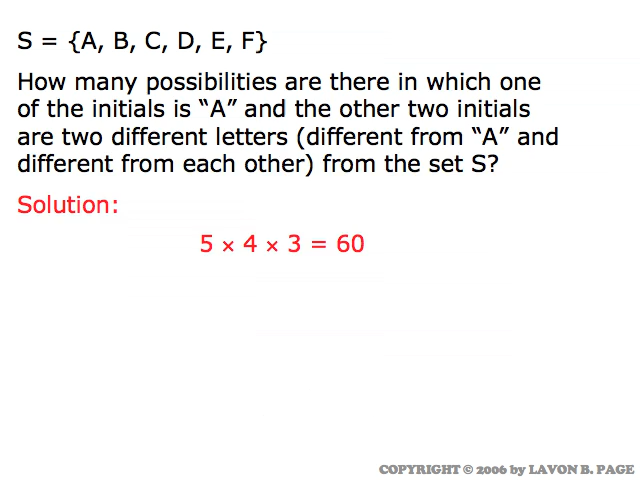 S = {A, B, C, D, E, F}
How many possibilities are there in which one
of the initials is “A” and the other two initials
are two different letters (different from “A” and
different from each other) from the set S?
Solution:
5 × 4 × 3 = 60
COPYRIGHT © 2006 by LAVON B. PAGE